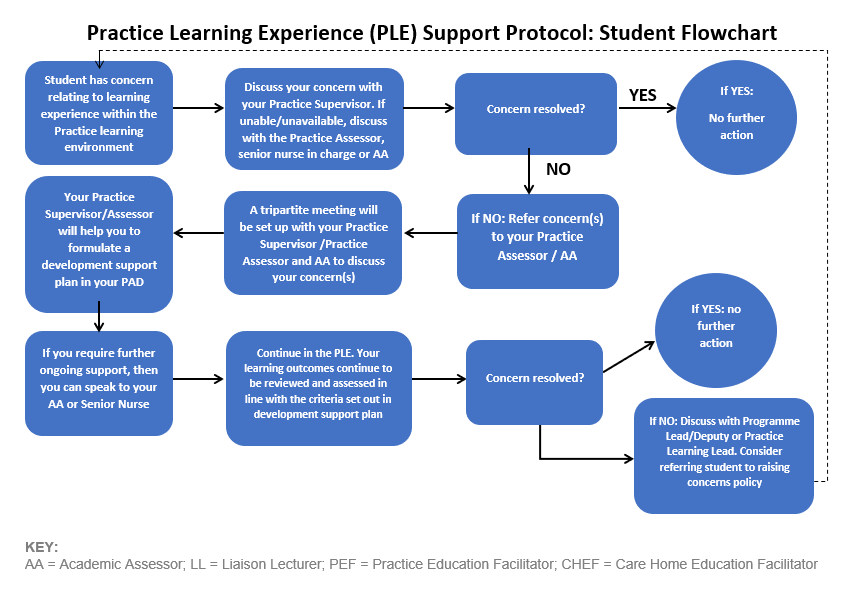 Practice Learning Experience (PLE) Support Protocol: Student Flowchart
Student has concern
relating to learning
experience within the
Practice learning
environment
Discuss your concern with
your Practice Supervisor. If
unable/unavailable, discuss
with the Practice Assessor,
senior nurse in charge or AA
Concern resolved?
YES
If YES:
No further
action
NO
If NO: Refer concern(s)
to your Practice
Assessor / AA
A tripartite meeting will
be set up with your Practice
Supervisor /Practice
Assessor and AA to discuss
your concern(s)
Your Practice
Supervisor/Assessor
will help you to
formulate a
development support
plan in your PAD
If you require further
ongoing support, then
you can speak to your
AA or Senior Nurse
Continue in the PLE. Your
learning outcomes continue to
be reviewed and assessed in
line with the criteria set out in
development support plan
Concern resolved?
If YES: no
further
action
If NO: Discuss with Programme
Lead/Deputy or Practice
Learning Lead. Consider
referring student to raising
concerns policy
KEY:
AA = Academic Assessor; LL = Liaison Lecturer; PEF = Practice Education Facilitator; CHEF = Care Home Education Facilitator